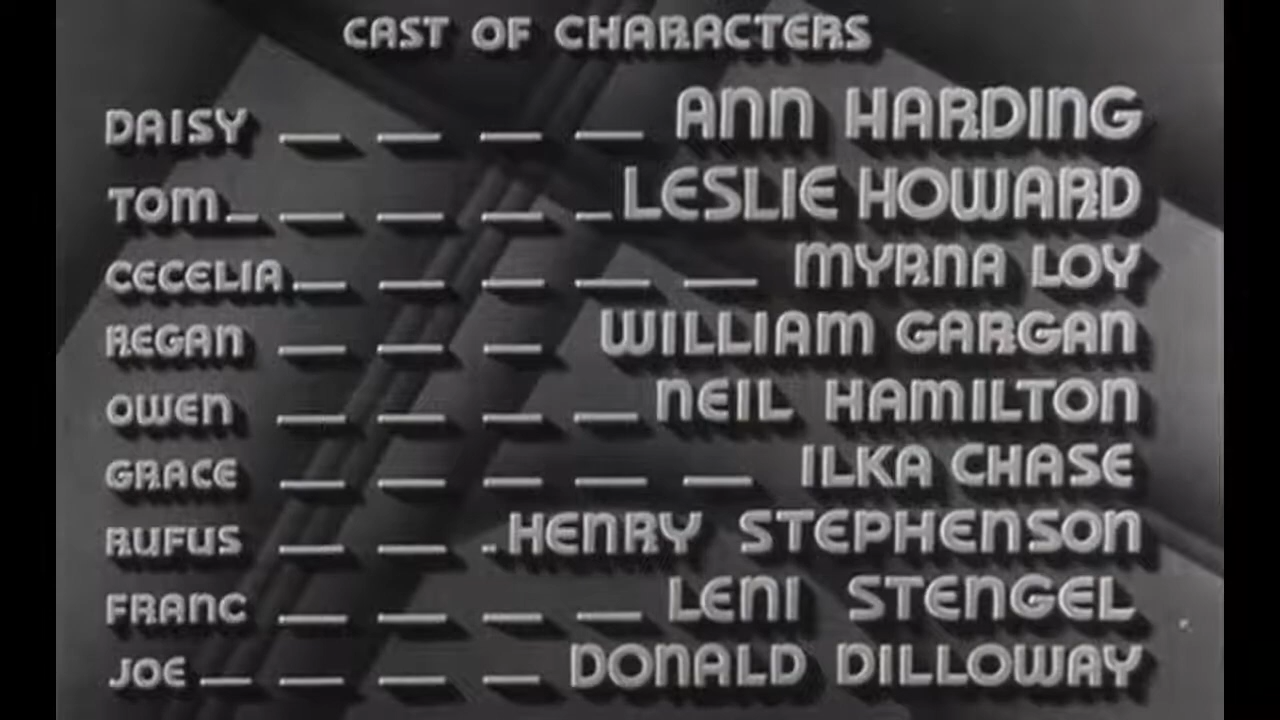 CAST OF CHARACTERS
DAISY _ _ _ _ ANN HARDING
TOM _ _ _ _ _ LESLIE HOWARD
CECELIA _ _ _ _ _ MYRNA LOY
REGAN _ _ _ WILLIAM GARGAN
OWEN _ _ _ _ NEIL HAMILTON
GRACE _ _ _ _ _ ILKA CHASE
RUFUS _ _ _ HENRY STEPHENSON
FRANC _ _ _ _ LENI STENGEL
JOE _ _ _ _ DONALD DILLOWAY